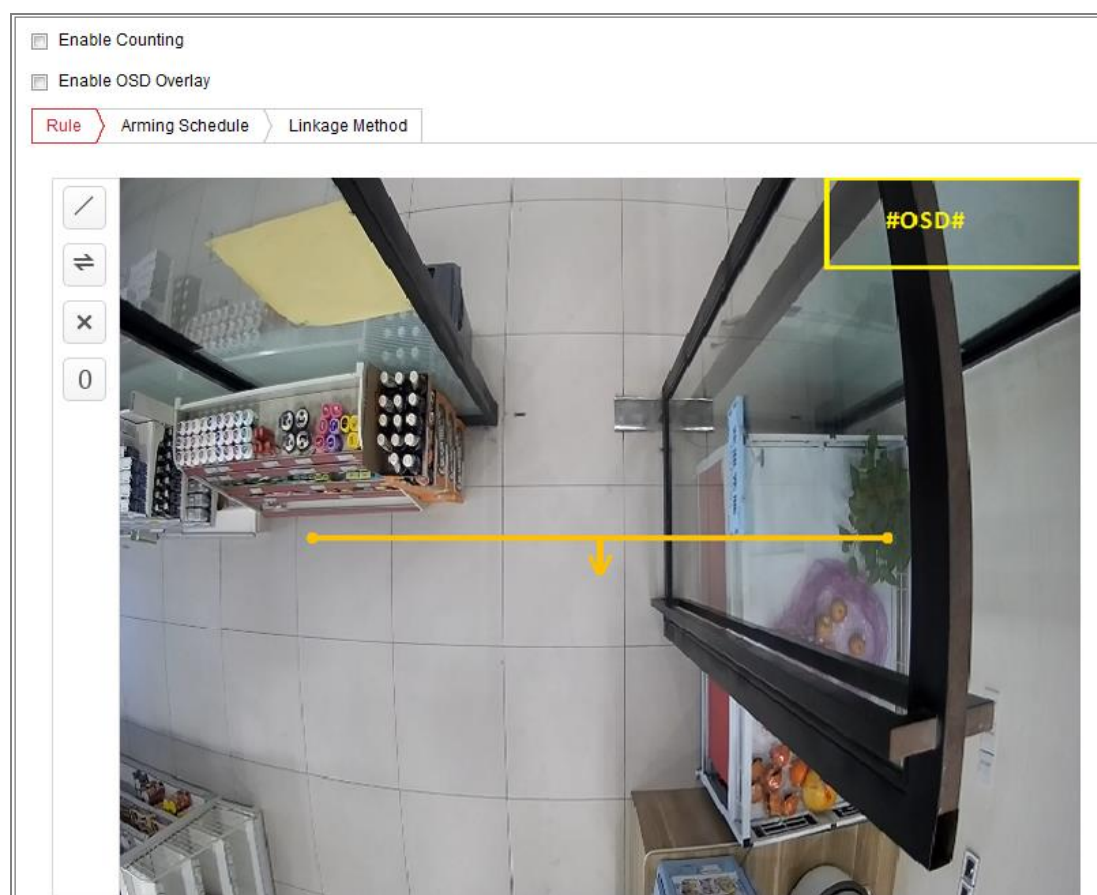 Enable Counting
Enable OSD Overlay
Rule Arming Schedule Linkage Method
#OSD#
0